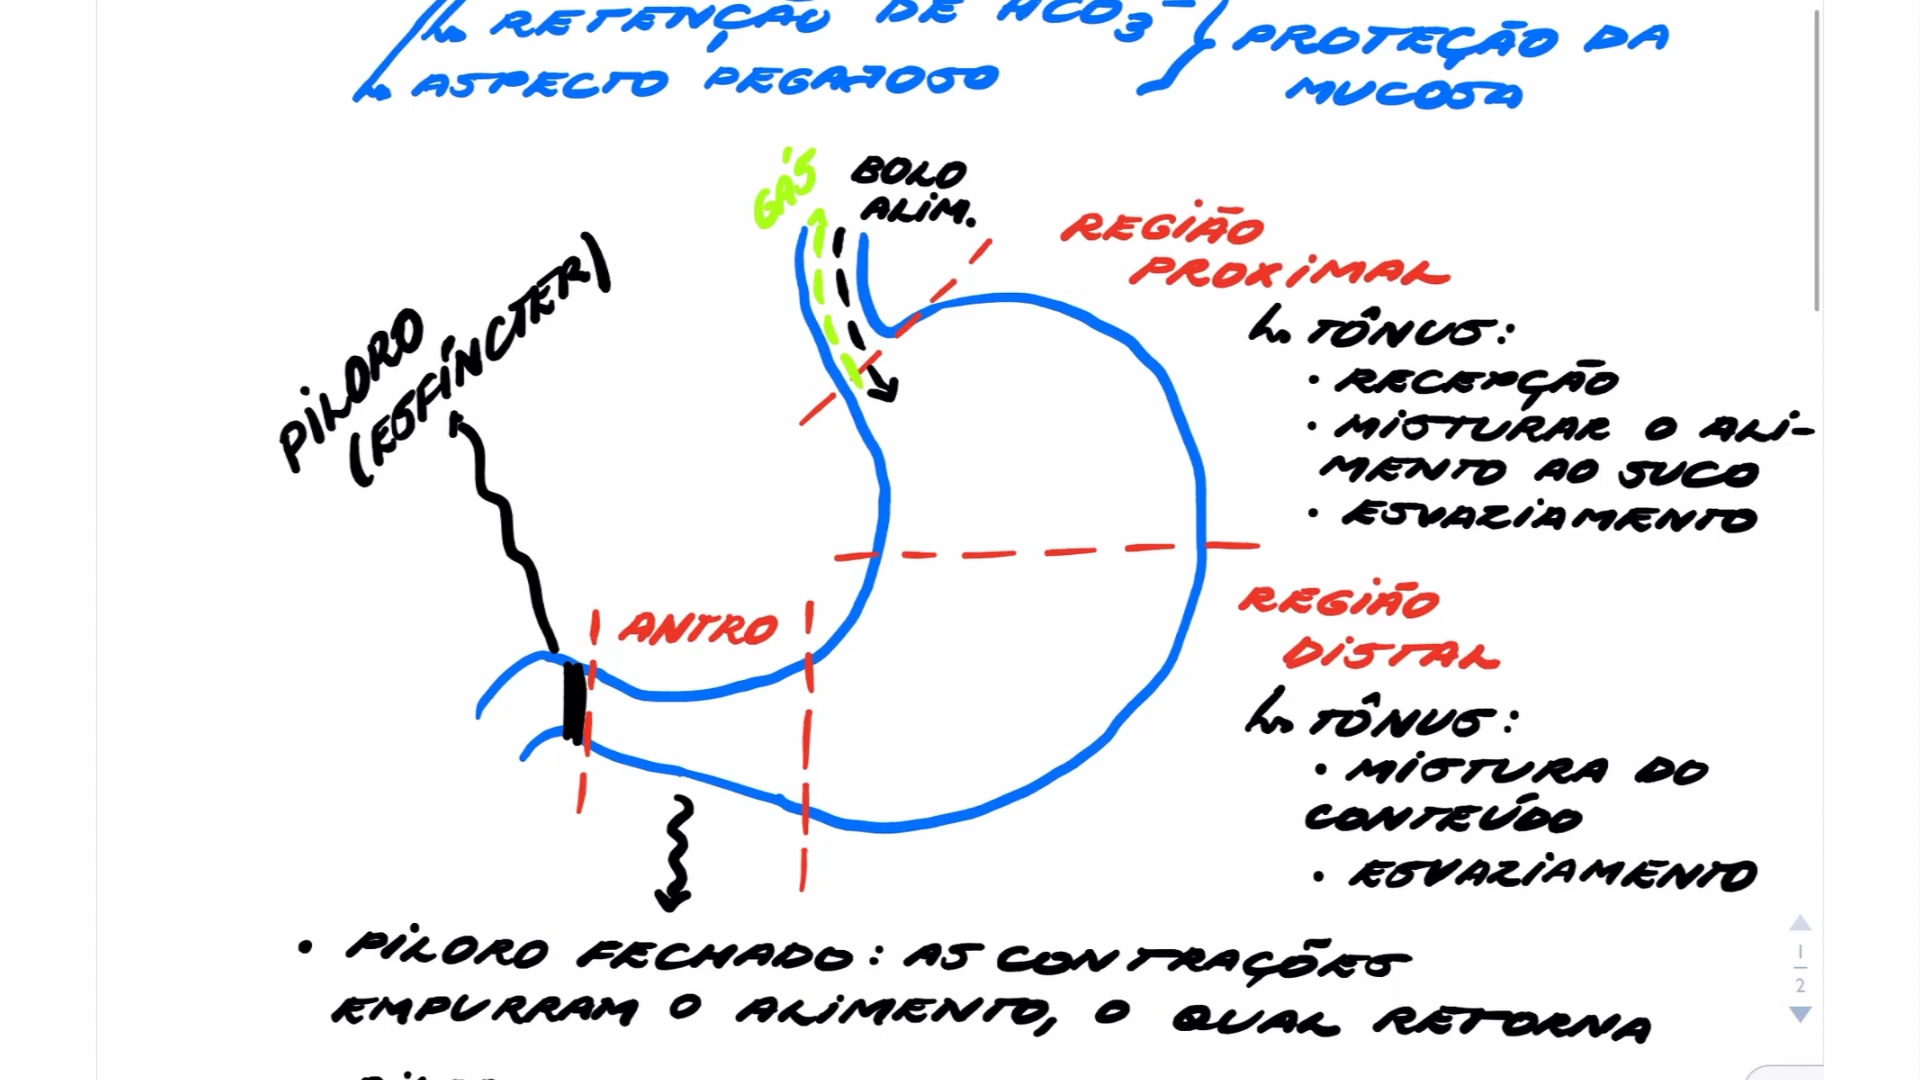 ↳ RETENÇÃO DE HCO3-
↳ ASPECTO PEGAJOSO
PROTEÇÃO DA
MUCOSA
GÁS
BOLO
ALIM.
REGIÃO
PROXIMAL
↳ TÔNUS:
• RECEPÇÃO
• MISTURAR O ALI-
MENTO AO SUCO
• ESVAZIAMENTO
PILORO
(ESFÍNCTER)
ANTRO
REGIÃO
DISTAL
↳ TÔNUS:
• MISTURA DO
CONTEÚDO
• ESVAZIAMENTO
• PILORO FECHADO: AS CONTRAÇÕES
EMPURRAM O ALIMENTO, O QUAL RETORNA
1
2